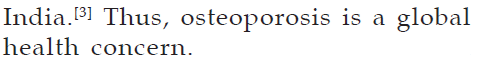 India.[3] Thus, osteoporosis is a global
health concern.